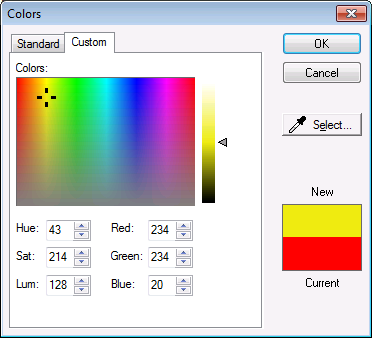 Colors
Standard Custom
OK
Colors:
Cancel
Select...
New
Hue: 43 Red: 234
Sat: 214 Green: 234
Lum: 128 Blue: 20
Current